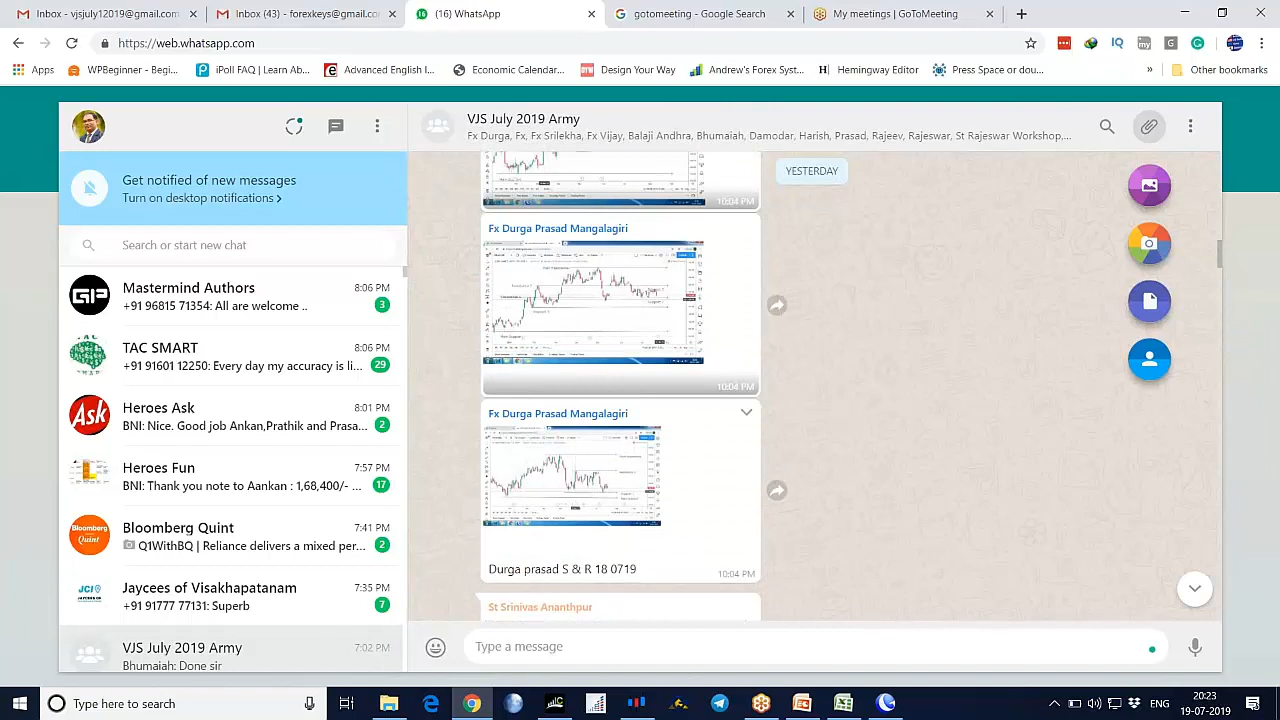 Inbox - vjsjuly12019@gmail.com
Inbox (43) - forexkeys@gmail.co
(16) WhatsApp
gotomeeting - Google Search
My meetings | GoToMeeting
https://web.whatsapp.com
Apps
WPBeginner - Begi...
iPoll FAQ | Learn Ab...
Advanced English I...
Economic Calendar...
Design Your Way
Andrew's Forex Syst...
Hemingway Editor
Press Space or dou...
»
Other bookmarks
VJS July 2019 Army
Fx Durga, Fx, Fx Srilekha, Fx Vijay, Balaji Andhra, Bhumaiah, Damodar, Harish, Prasad, Rajeev, Rajeswar, St Rajeswar Workshop,...
Get notified of new messages
Turn on desktop notifications
Search or start new chat
Mastermind Authors
8:06 PM
+91 96815 71354: All are welcome ..
3
TAC SMART
8:06 PM
+91 91601 12250: Every day my accuracy is li...
29
Heroes Ask
8:01 PM
BNI: Nice. Good job Ankan,Prathik and Prasa...
2
Heroes Fun
7:57 PM
BNI: Thank you note to Aankan : 1,68,400/- ...
17
Bloomberg Quint
7:41 PM
Q1WithBQ | Reliance delivers a mixed per...
2
Jaycees of Visakhapatanam
7:35 PM
+91 91777 77131: Superb
7
VJS July 2019 Army
7:02 PM
Bhumaiah: Done sir
YESTERDAY
10:04 PM
Fx Durga Prasad Mangalagiri
10:04 PM
Fx Durga Prasad Mangalagiri
Durga prasad S & R 18 0719
10:04 PM
St Srinivas Ananthpur
Type a message
Type here to search
ENG
20:23
19-07-2019